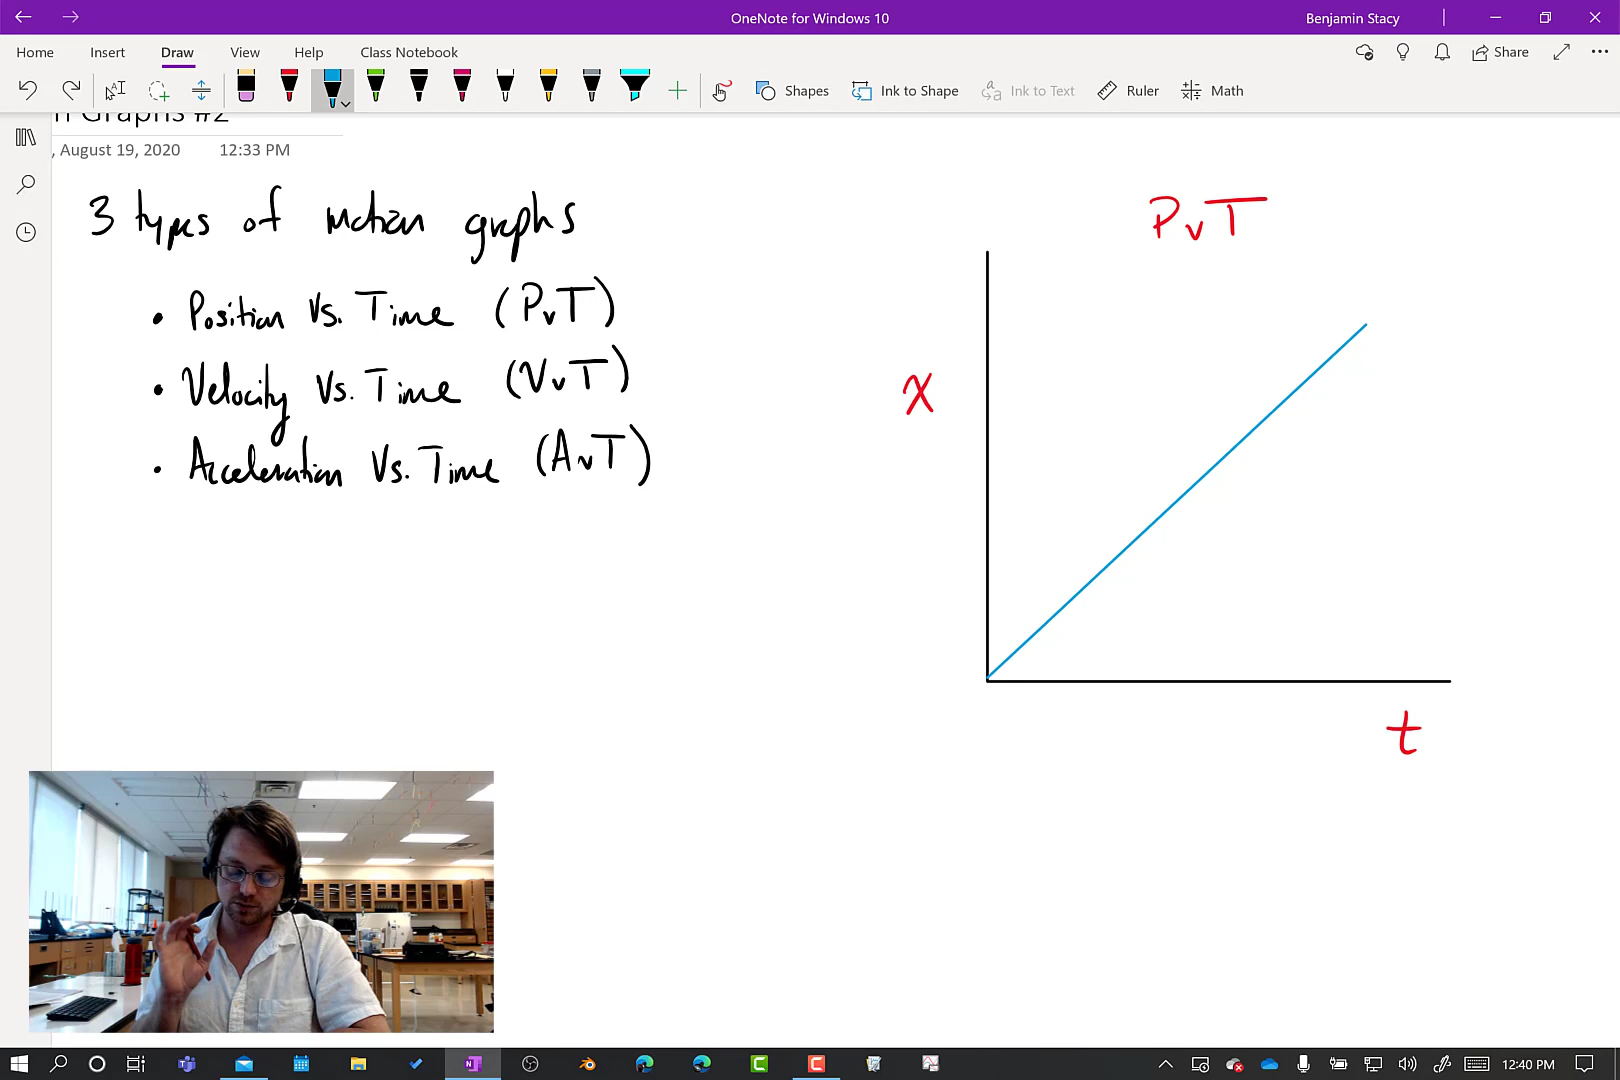 OneNote for Windows 10
Benjamin Stacy
Home Insert Draw View Help Class Notebook
Share
Shapes Ink to Shape Ink to Text Ruler Math
n Graphs #2
, August 19, 2020 12:33 PM
3 types of motion graphs
• Position Vs. Time (PvT)
• Velocity Vs. Time (VvT)
• Acceleration Vs. Time (AvT)
PvT
x
t
12:40 PM